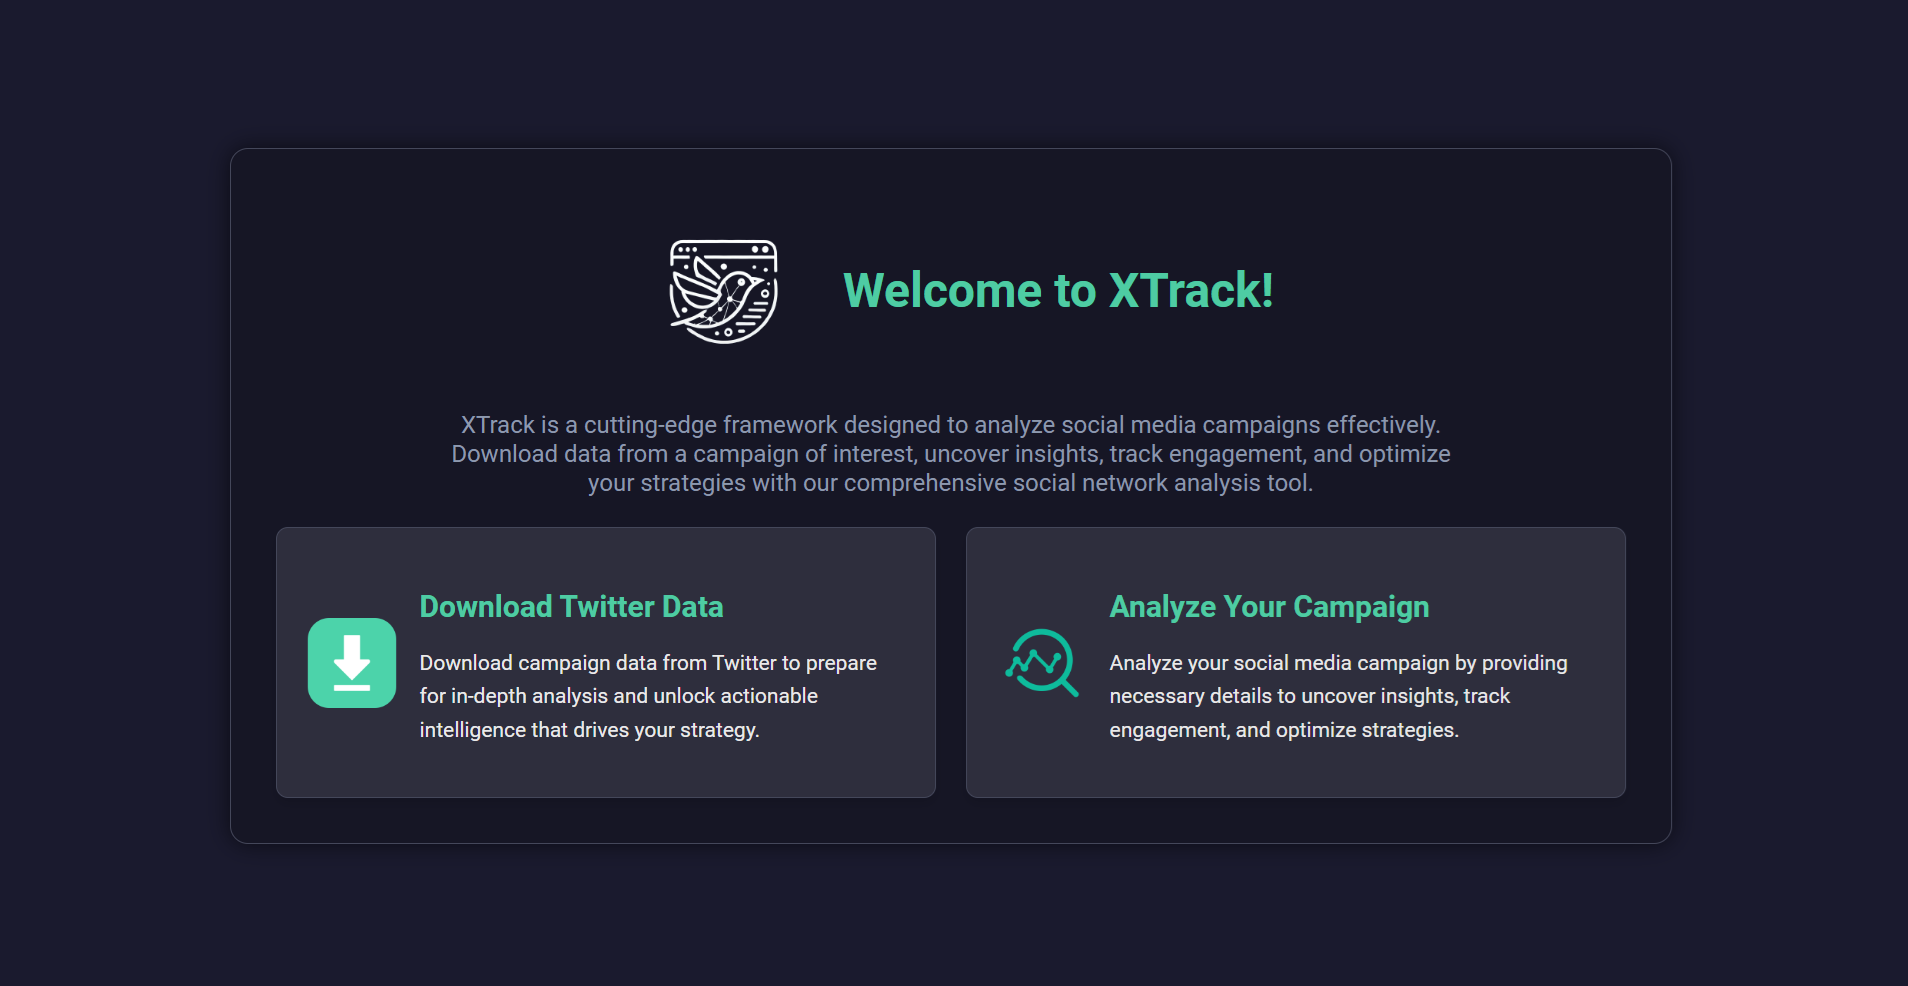 Welcome to XTrack!
XTrack is a cutting-edge framework designed to analyze social media campaigns effectively.
Download data from a campaign of interest, uncover insights, track engagement, and optimize
your strategies with our comprehensive social network analysis tool.
Download Twitter Data
Download campaign data from Twitter to prepare
for in-depth analysis and unlock actionable
intelligence that drives your strategy.
Analyze Your Campaign
Analyze your social media campaign by providing
necessary details to uncover insights, track
engagement, and optimize strategies.